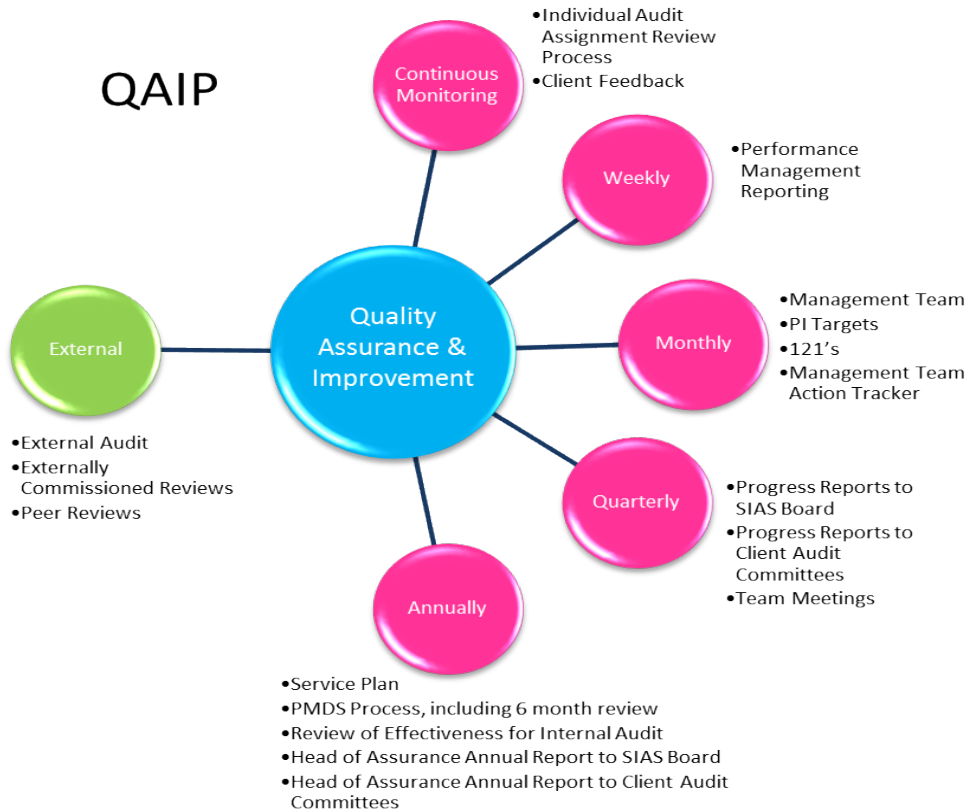 QAIP
Continuous
Monitoring
•Individual Audit
Assignment Review
Process
•Client Feedback
Weekly
•Performance
Management
Reporting
Monthly
•Management Team
•PI Targets
•121’s
•Management Team
Action Tracker
Quarterly
•Progress Reports to
SIAS Board
•Progress Reports to
Client Audit
Committees
•Team Meetings
Annually
•Service Plan
•PMDS Process, including 6 month review
•Review of Effectiveness for Internal Audit
•Head of Assurance Annual Report to SIAS Board
•Head of Assurance Annual Report to Client Audit
Committees
External
•External Audit
•Externally
Commissioned Reviews
•Peer Reviews
Quality
Assurance &
Improvement